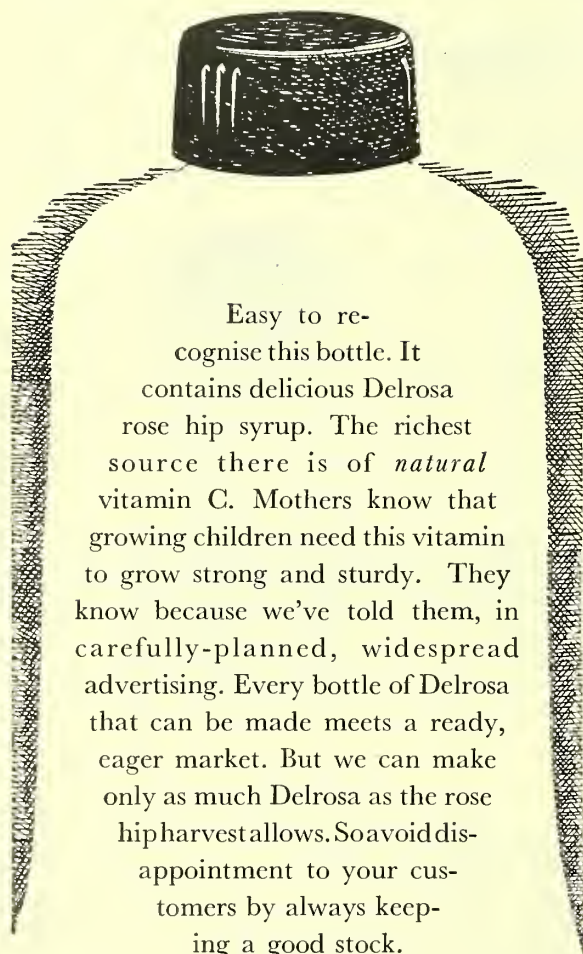 Easy to re-
cognise this bottle. It
contains delicious Delrosa
rose hip syrup. The richest
source there is of natural
vitamin C. Mothers know that
growing children need this vitamin
to grow strong and sturdy. They
know because we've told them, in
carefully-planned, widespread
advertising. Every bottle of Delrosa
that can be made meets a ready,
eager market. But we can make
only as much Delrosa as the rose
hip harvest allows. So avoid dis-
appointment to your cus-
tomers by always keep-
ing a good stock.